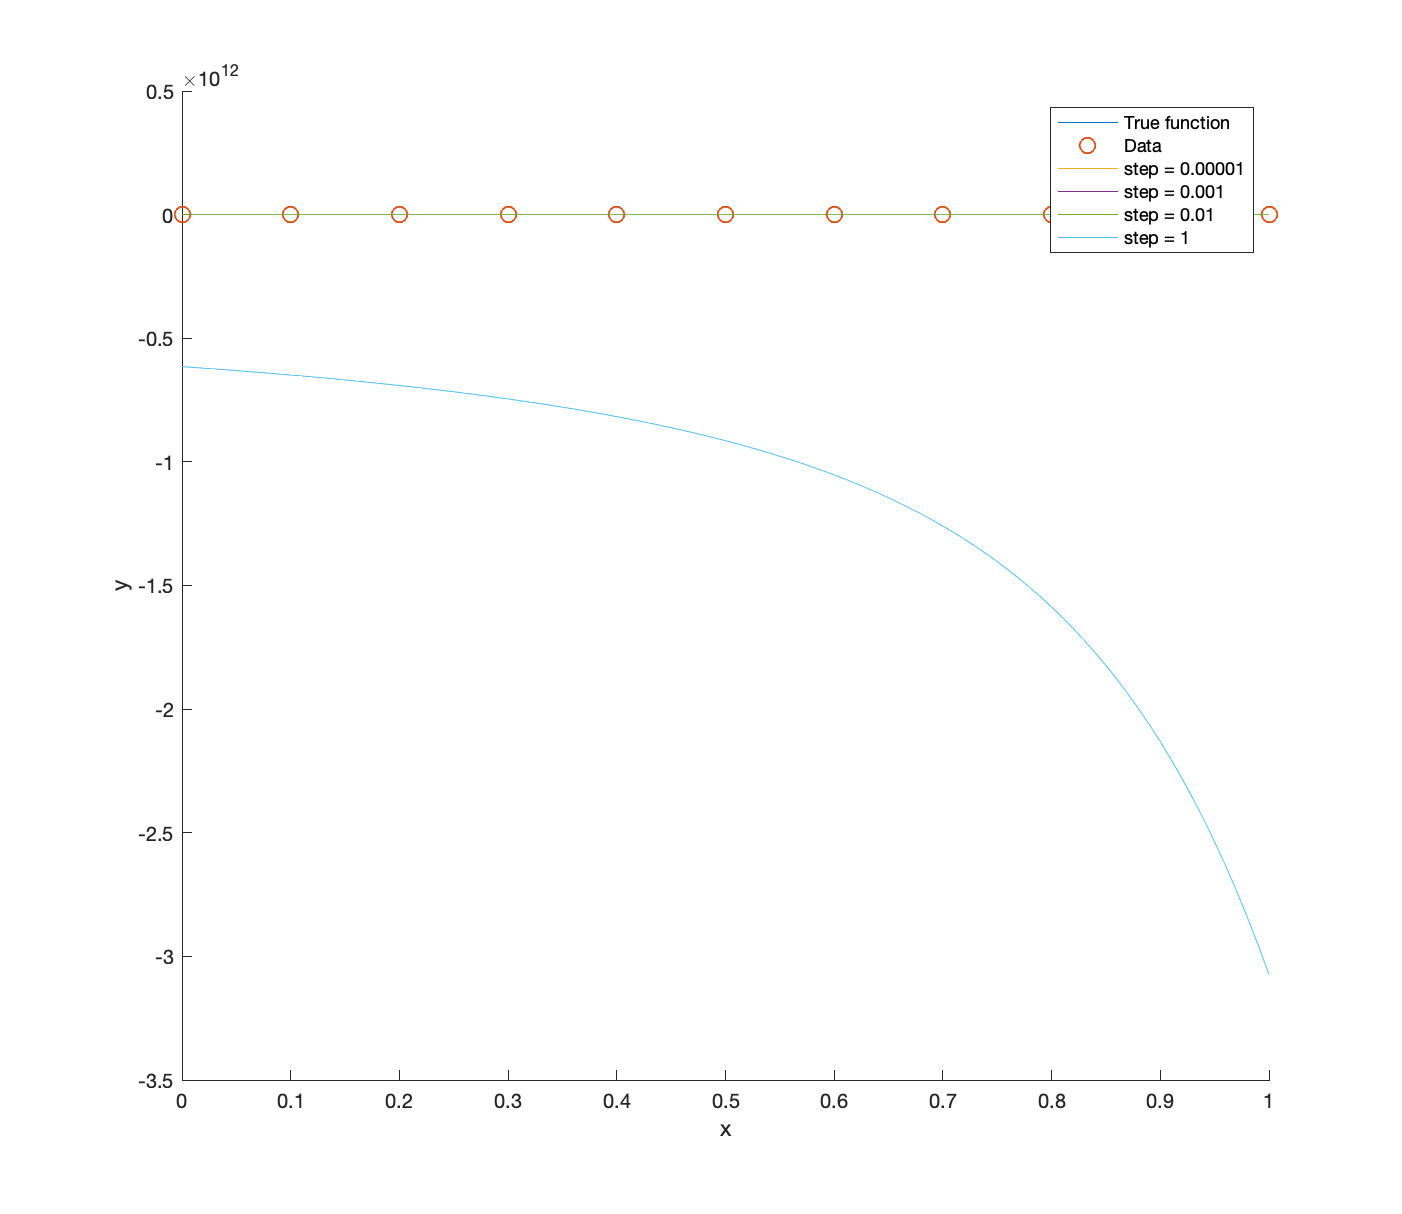 ×10^12
0.5
0
-0.5
-1
-1.5
-2
-2.5
-3
-3.5
y
True function
Data
step = 0.00001
step = 0.001
step = 0.01
step = 1
0 0.1 0.2 0.3 0.4 0.5 0.6 0.7 0.8 0.9 1
x